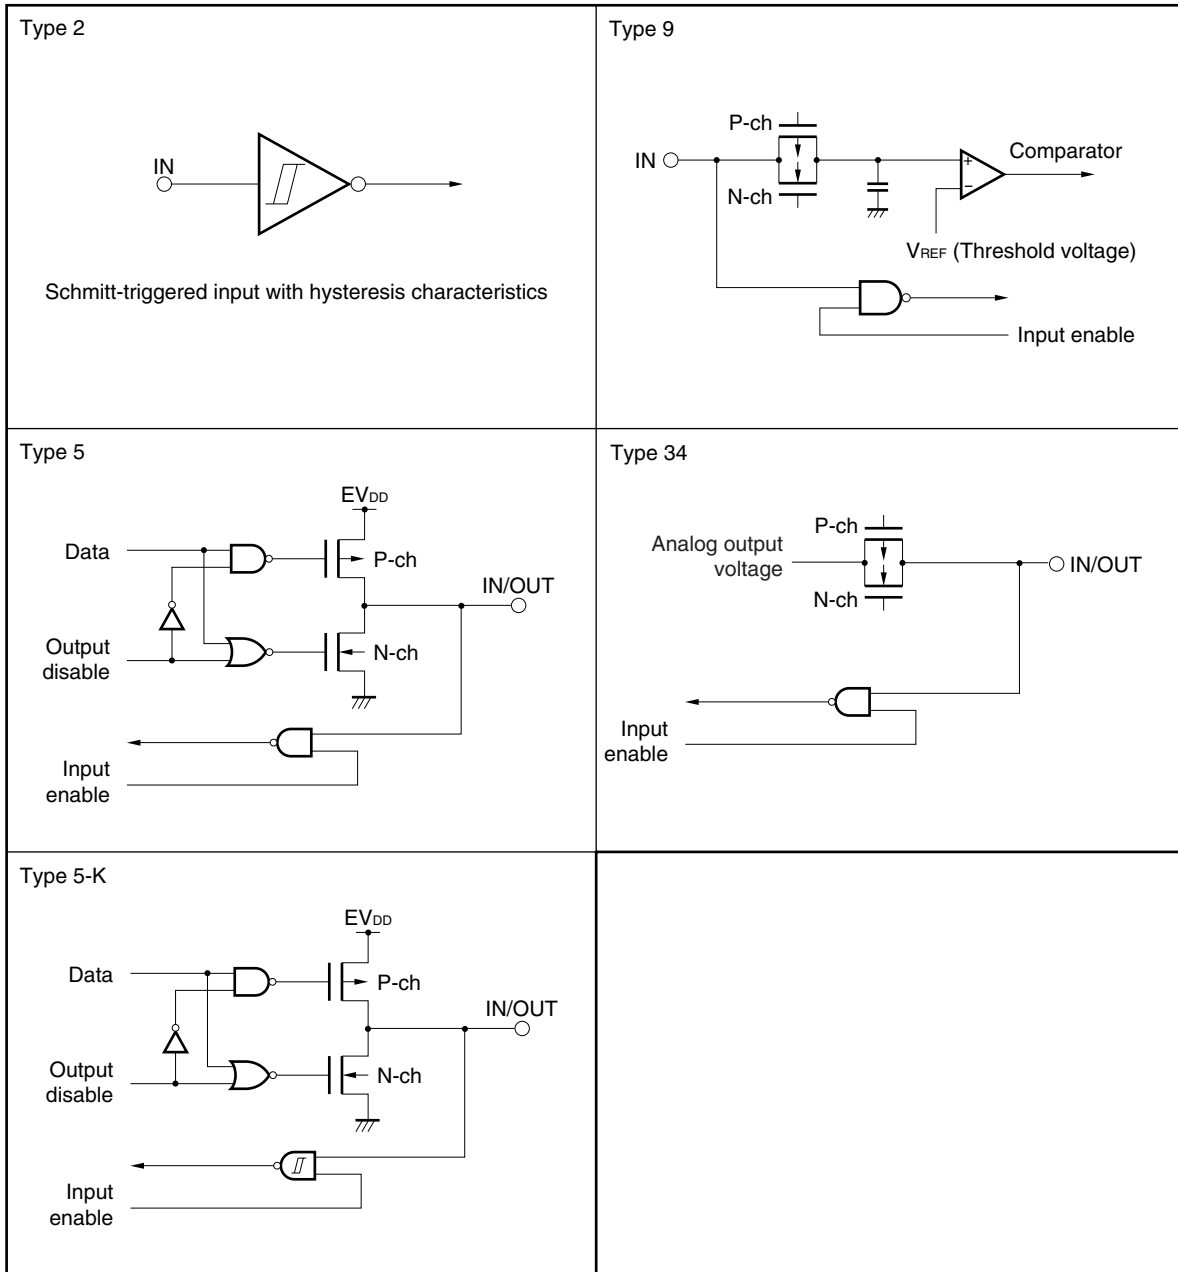 Type 2
IN
Schmitt-triggered input with hysteresis characteristics
Type 9
P-ch
IN
N-ch
+
−
Comparator
VREF (Threshold voltage)
Input enable
Type 5
EVDD
Data
P-ch
IN/OUT
Output
disable
N-ch
Input
enable
Type 34
P-ch
Analog output
voltage
IN/OUT
N-ch
Input
enable
Type 5-K
EVDD
Data
P-ch
IN/OUT
Output
disable
N-ch
Input
enable